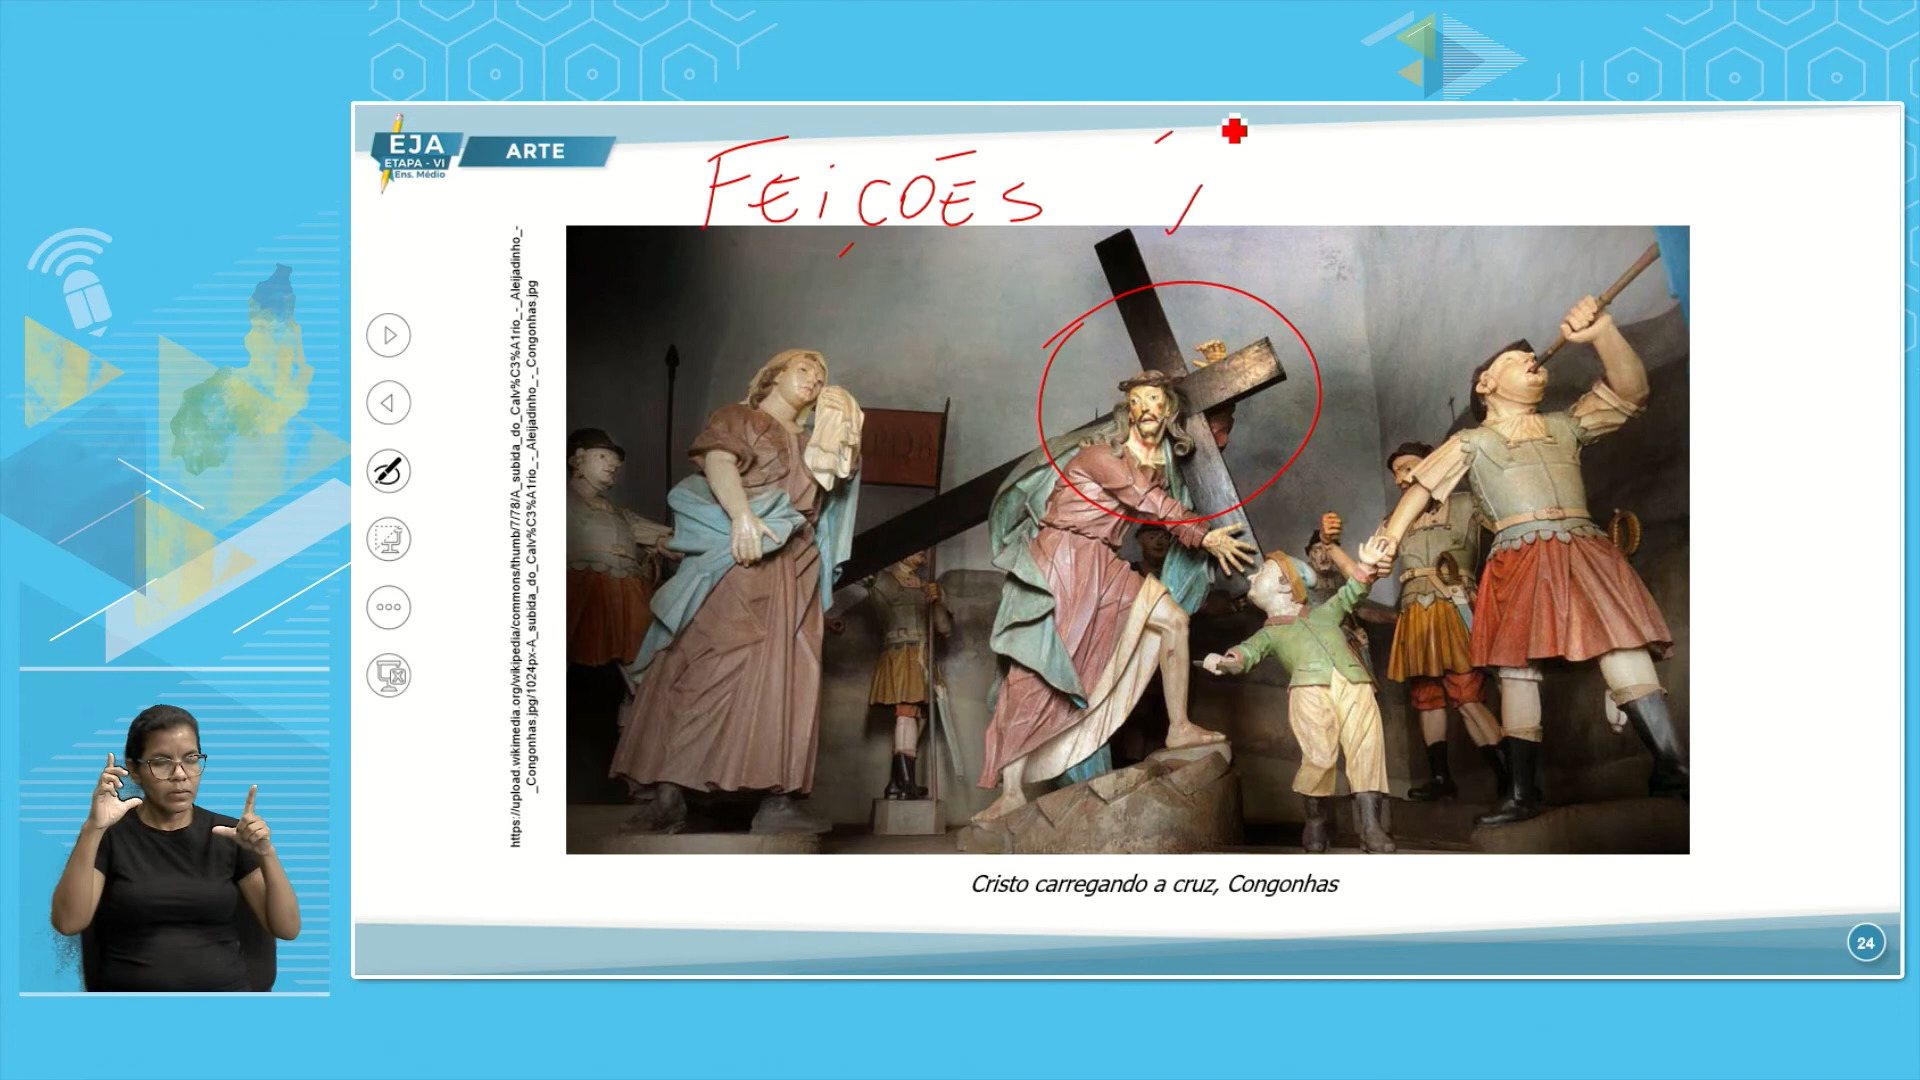 EJA
ETAPA - VI
Ens. Médio
ARTE
FEIÇÕES
https://upload.wikimedia.org/wikipedia/commons/thumb/7/78/A_subida_do_Calv%C3%A1rio_-_Aleijadinho_-
_Congonhas.jpg/1024px-A_subida_do_Calv%C3%A1rio_-_Aleijadinho_-_Congonhas.jpg
Cristo carregando a cruz, Congonhas
24